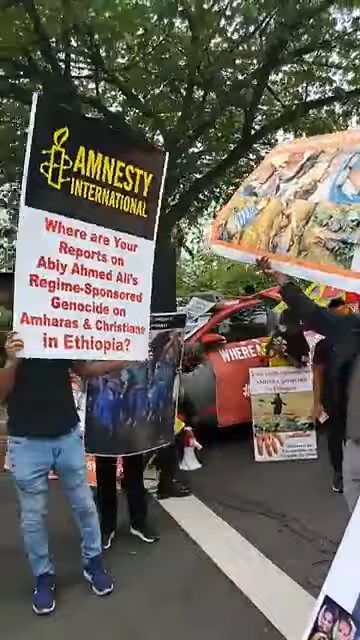 AMNESTY
INTERNATIONAL
Where are Your
Reports on
Abiy Ahmed Ali's
Regime-Sponsored
Genocide on
Amharas & Christians
in Ethiopia?
WHERE